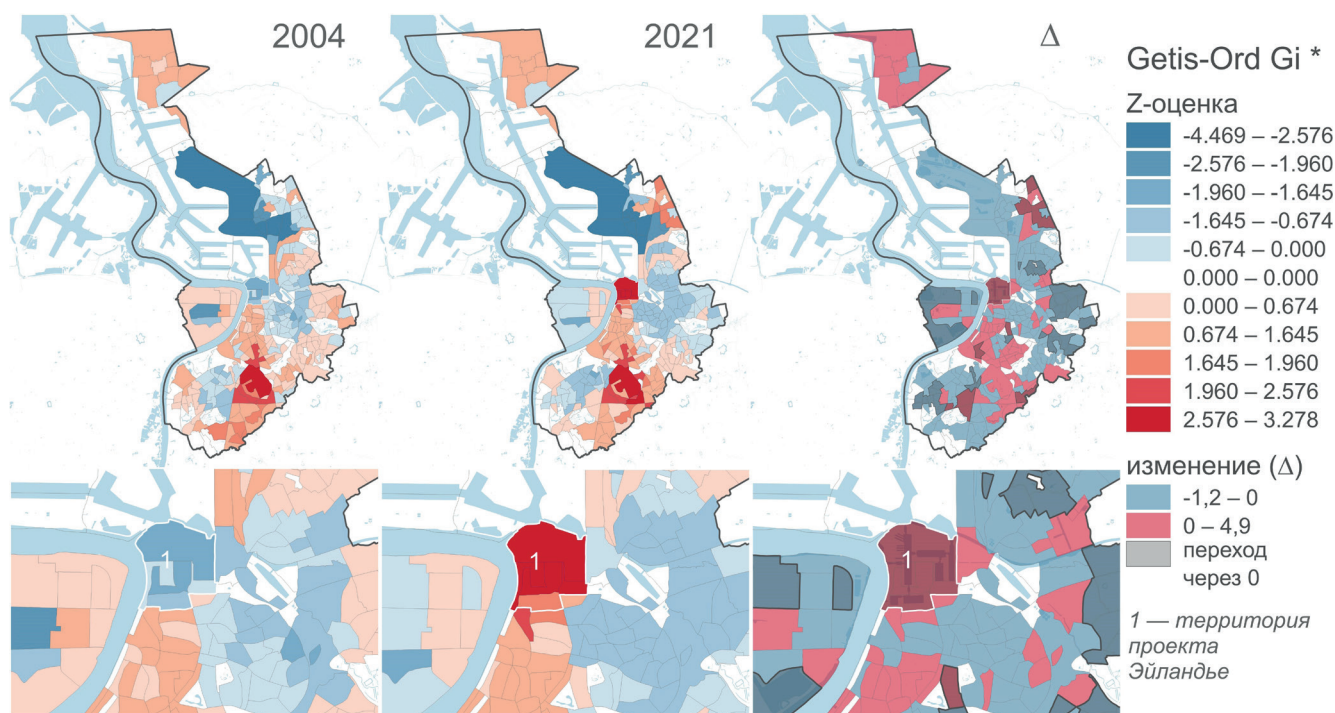 2004
2021
Δ
Getis-Ord Gi *
Z-оценка
-4.469 – -2.576
-2.576 – -1.960
-1.960 – -1.645
-1.645 – -0.674
-0.674 – 0.000
0.000 – 0.000
0.000 – 0.674
0.674 – 1.645
1.645 – 1.960
1.960 – 2.576
2.576 – 3.278
изменение (Δ)
-1,2 – 0
0 – 4,9
переход
через 0
1 — территория
проекта
Эйландье
1
1
1